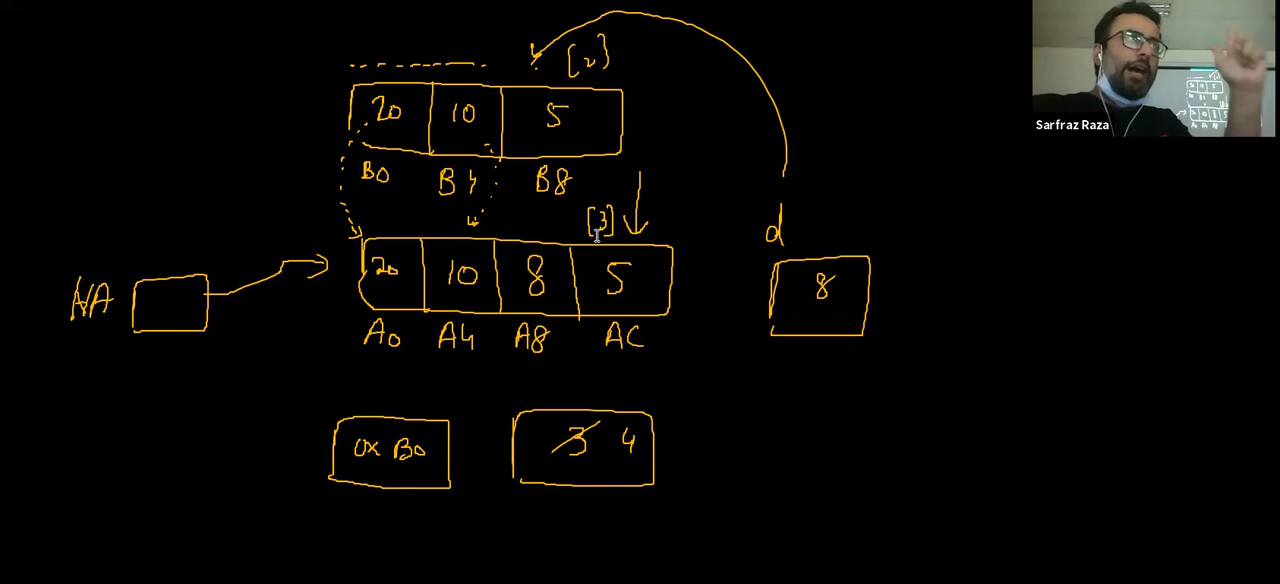 [2]
20 10 5
B0 B4 B8
[3]
d
20 10 8 5
8
NA
A0 A4 A8 AC
0x B0
3 4
Sarfraz Raza